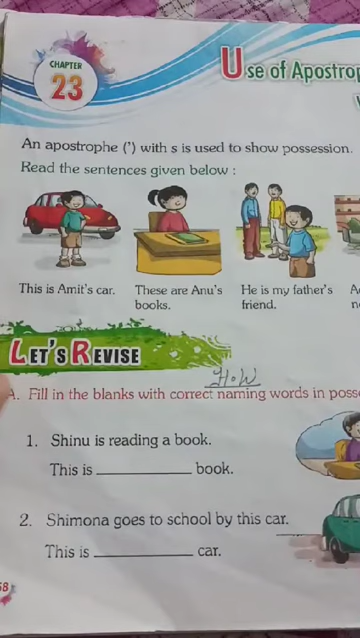 CHAPTER
23
Use of Apostrop
An apostrophe (’) with s is used to show possession.
Read the sentences given below :
This is Amit’s car.
These are Anu’s
books.
He is my father’s
friend.
LET’S REVISE
H.W
A. Fill in the blanks with correct naming words in posse
1. Shinu is reading a book.
This is ____________ book.
2. Shimona goes to school by this car.
This is ____________ car.
58